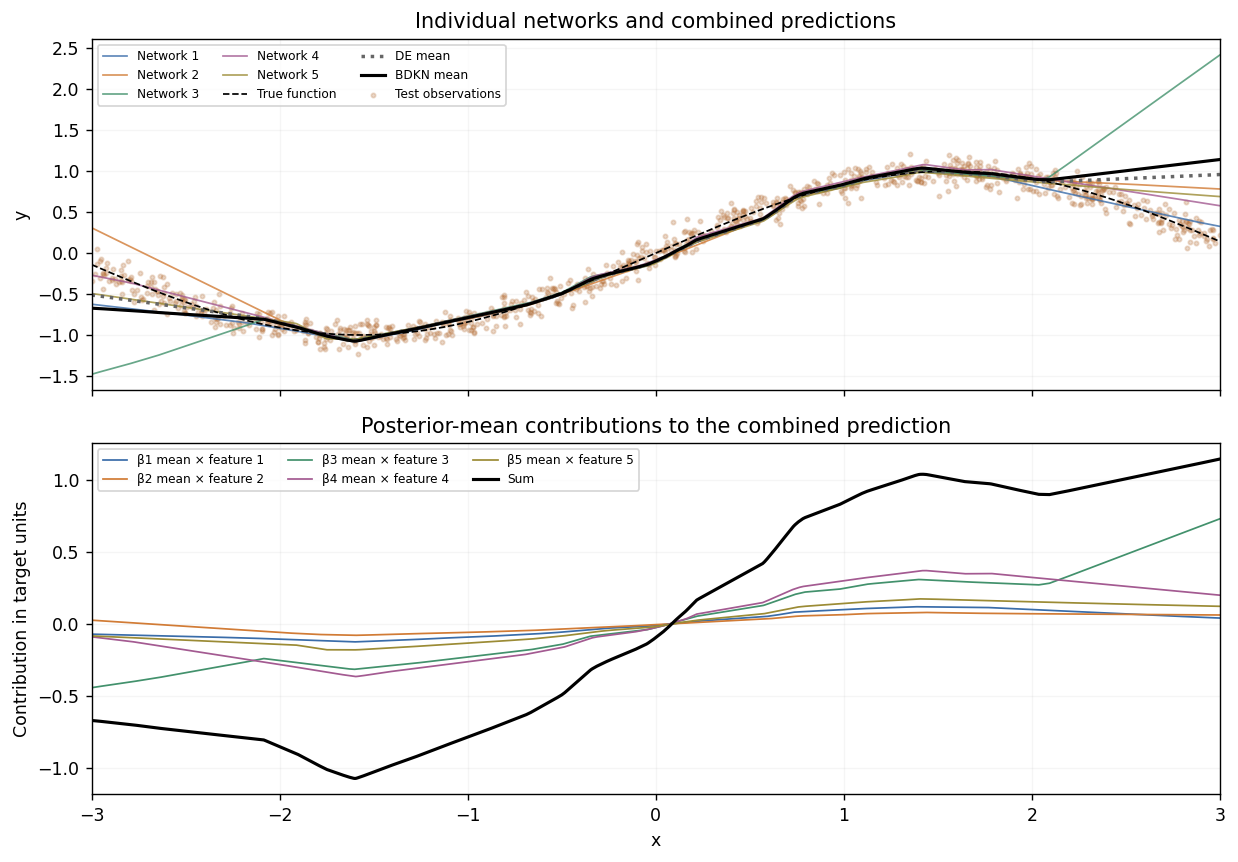 Individual networks and combined predictions
Network 1 Network 4 DE mean
Network 2 Network 5 BDKN mean
Network 3 True function Test observations
2.5
2.0
1.5
1.0
0.5
0.0
−0.5
−1.0
−1.5
y
Posterior-mean contributions to the combined prediction
β1 mean × feature 1 β3 mean × feature 3 β5 mean × feature 5
β2 mean × feature 2 β4 mean × feature 4 Sum
1.0
0.5
0.0
−0.5
−1.0
Contribution in target units
−3 −2 −1 0 1 2 3
x